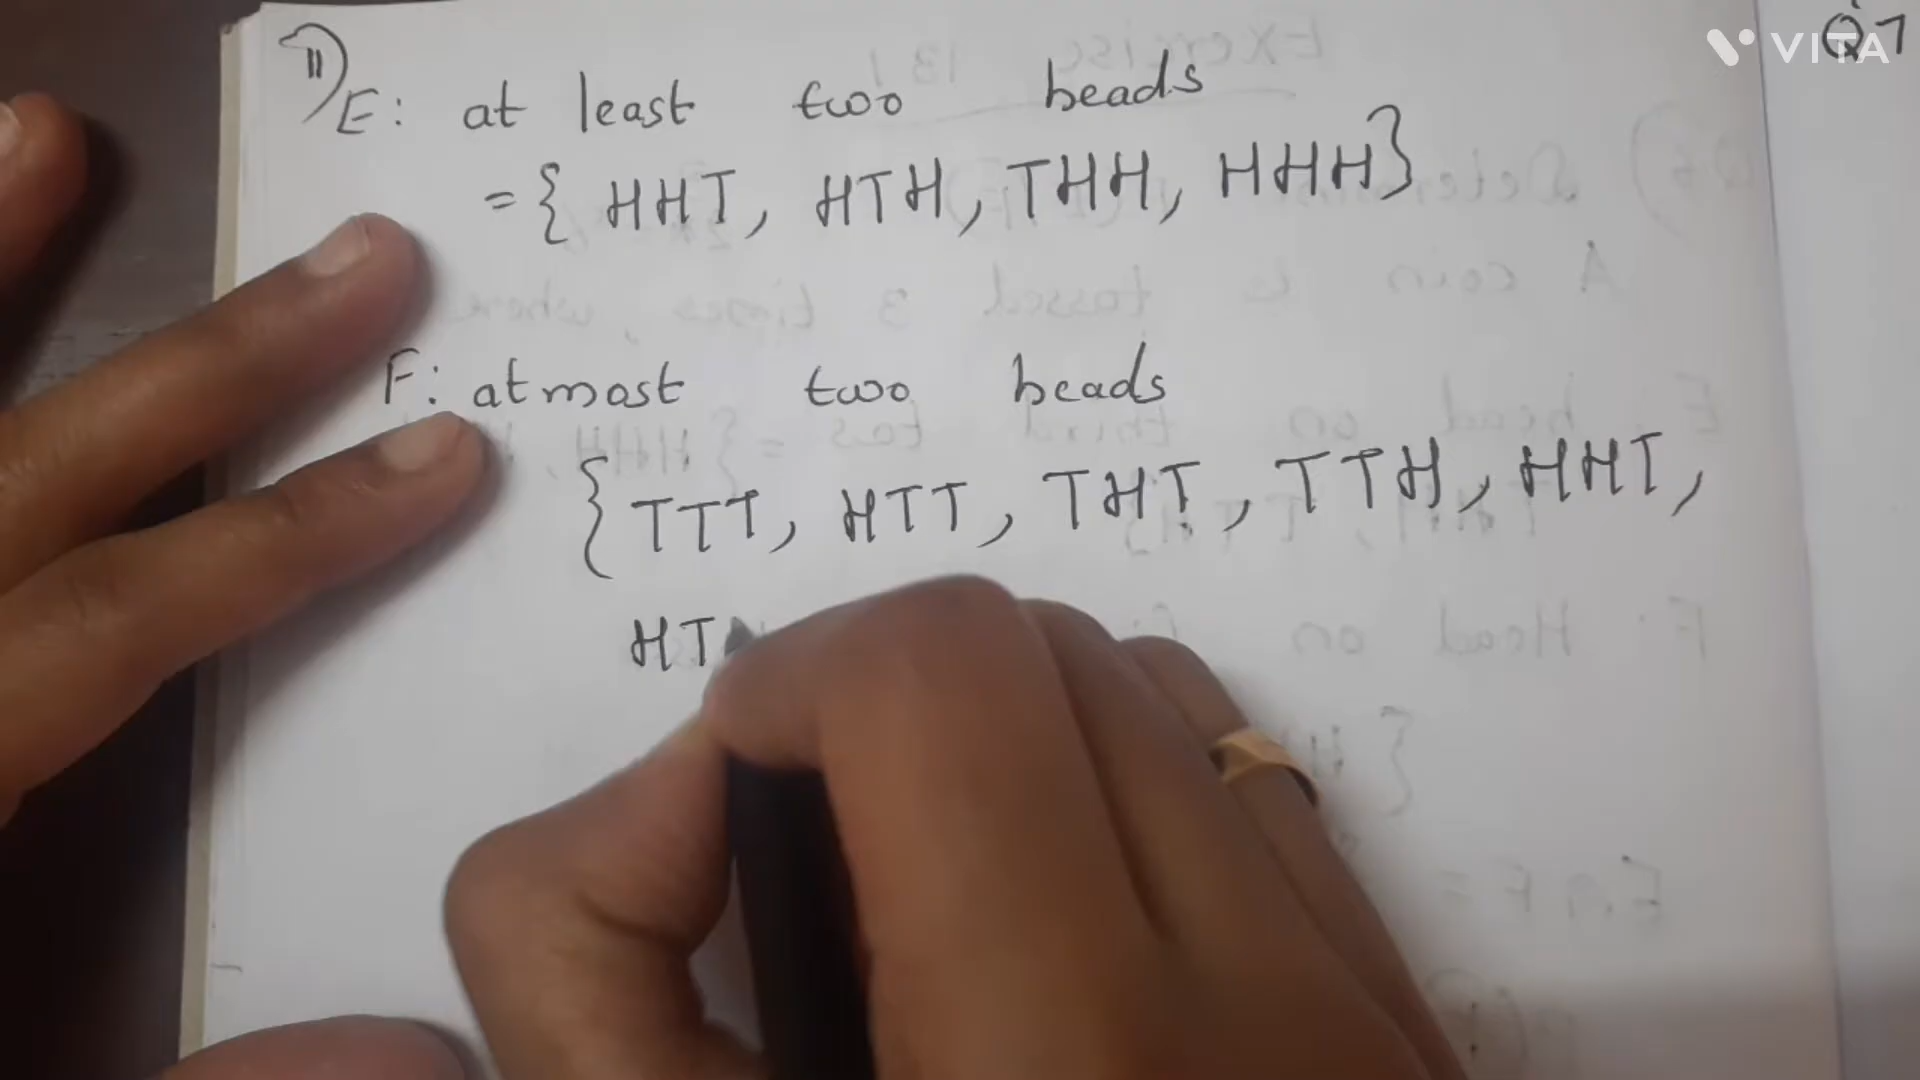 II) E: at least two heads
= { HHT, HTH, THH, HHH}
F: atmost two heads
{ TTT, HTT, THT, TTH, HHT,
HT
VITA
Q7